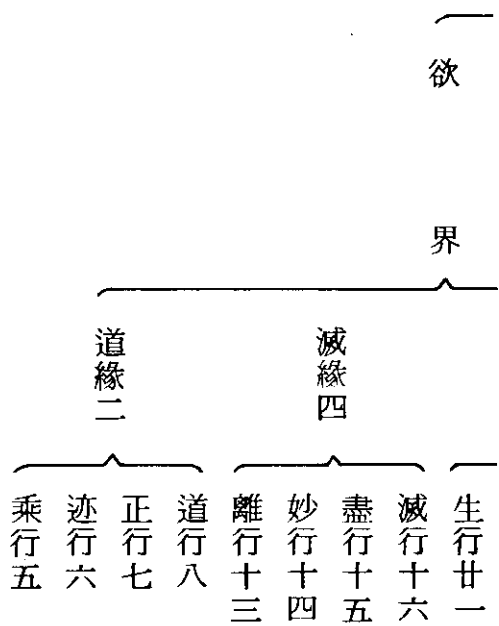 欲界
滅緣四
道緣二
生行廿一
滅行十六
盡行十五
妙行十四
離行十三
道行八
正行七
迹行六
乘行五